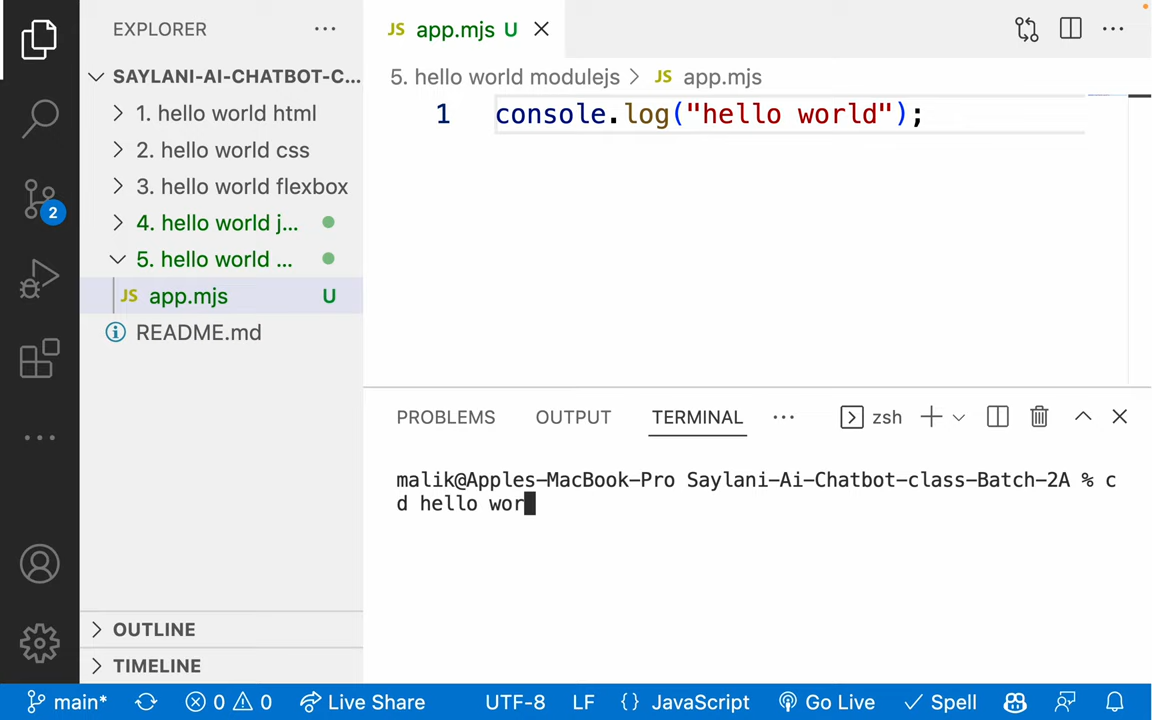 EXPLORER
SAYLANI-AI-CHATBOT-C...
1. hello world html
2. hello world css
3. hello world flexbox
4. hello world j...
5. hello world ...
JS app.mjs U
README.md
OUTLINE
TIMELINE
JS app.mjs U
5. hello world modulejs > JS app.mjs
1 console.log("hello world");
PROBLEMS OUTPUT TERMINAL zsh
malik@Apples-MacBook-Pro Saylani-Ai-Chatbot-class-Batch-2A % c
d hello wor
2
main* 0 0 Live Share UTF-8 LF {} JavaScript Go Live Spell